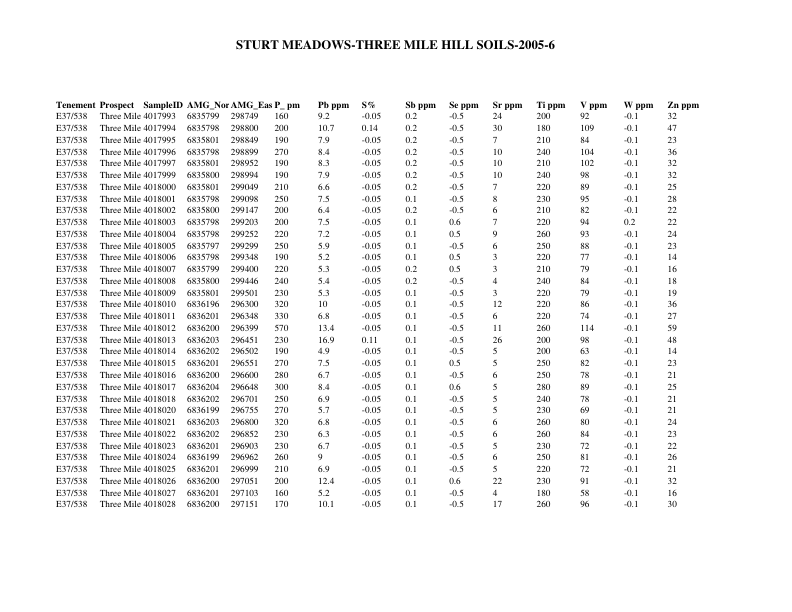 STURT MEADOWS-THREE MILE HILL SOILS-2005-6
Tenement Prospect SampleID AMG_Nor AMG_Eas P_ pm Pb ppm S% Sb ppm Se ppm Sr ppm Ti ppm V ppm W ppm Zn ppm
E37/538 Three Mile 4017993 6835799 298749 160 9.2 -0.05 0.2 -0.5 24 200 92 -0.1 32
E37/538 Three Mile 4017994 6835798 298800 200 10.7 0.14 0.2 -0.5 30 180 109 -0.1 47
E37/538 Three Mile 4017995 6835801 298849 190 7.9 -0.05 0.2 -0.5 7 210 84 -0.1 23
E37/538 Three Mile 4017996 6835798 298899 270 8.4 -0.05 0.2 -0.5 10 240 104 -0.1 36
E37/538 Three Mile 4017997 6835801 298952 190 8.3 -0.05 0.2 -0.5 10 210 102 -0.1 32
E37/538 Three Mile 4017999 6835800 298994 190 7.9 -0.05 0.2 -0.5 10 240 98 -0.1 32
E37/538 Three Mile 4018000 6835801 299049 210 6.6 -0.05 0.2 -0.5 7 220 89 -0.1 25
E37/538 Three Mile 4018001 6835798 299098 250 7.5 -0.05 0.1 -0.5 8 230 95 -0.1 28
E37/538 Three Mile 4018002 6835800 299147 200 6.4 -0.05 0.2 -0.5 6 210 82 -0.1 22
E37/538 Three Mile 4018003 6835798 299203 200 7.5 -0.05 0.1 0.6 7 220 94 0.2 22
E37/538 Three Mile 4018004 6835798 299252 220 7.2 -0.05 0.1 0.5 9 260 93 -0.1 24
E37/538 Three Mile 4018005 6835797 299299 250 5.9 -0.05 0.1 -0.5 6 250 88 -0.1 23
E37/538 Three Mile 4018006 6835798 299348 190 5.2 -0.05 0.1 0.5 3 220 77 -0.1 14
E37/538 Three Mile 4018007 6835799 299400 220 5.3 -0.05 0.2 0.5 3 210 79 -0.1 16
E37/538 Three Mile 4018008 6835800 299446 240 5.4 -0.05 0.2 -0.5 4 240 84 -0.1 18
E37/538 Three Mile 4018009 6835801 299501 230 5.3 -0.05 0.1 -0.5 3 220 79 -0.1 19
E37/538 Three Mile 4018010 6836196 296300 320 10 -0.05 0.1 -0.5 12 220 86 -0.1 36
E37/538 Three Mile 4018011 6836201 296348 330 6.8 -0.05 0.1 -0.5 6 220 74 -0.1 27
E37/538 Three Mile 4018012 6836200 296399 570 13.4 -0.05 0.1 -0.5 11 260 114 -0.1 59
E37/538 Three Mile 4018013 6836203 296451 230 16.9 0.11 0.1 -0.5 26 200 98 -0.1 48
E37/538 Three Mile 4018014 6836202 296502 190 4.9 -0.05 0.1 -0.5 5 200 63 -0.1 14
E37/538 Three Mile 4018015 6836201 296551 270 7.5 -0.05 0.1 0.5 5 250 82 -0.1 23
E37/538 Three Mile 4018016 6836200 296600 280 6.7 -0.05 0.1 -0.5 6 250 78 -0.1 21
E37/538 Three Mile 4018017 6836204 296648 300 8.4 -0.05 0.1 0.6 5 280 89 -0.1 25
E37/538 Three Mile 4018018 6836202 296701 250 6.9 -0.05 0.1 -0.5 5 240 78 -0.1 21
E37/538 Three Mile 4018020 6836199 296755 270 5.7 -0.05 0.1 -0.5 5 230 69 -0.1 21
E37/538 Three Mile 4018021 6836203 296800 320 6.8 -0.05 0.1 -0.5 6 260 80 -0.1 24
E37/538 Three Mile 4018022 6836202 296852 230 6.3 -0.05 0.1 -0.5 6 260 84 -0.1 23
E37/538 Three Mile 4018023 6836201 296903 230 6.7 -0.05 0.1 -0.5 5 230 72 -0.1 22
E37/538 Three Mile 4018024 6836199 296962 260 9 -0.05 0.1 -0.5 6 250 81 -0.1 26
E37/538 Three Mile 4018025 6836201 296999 210 6.9 -0.05 0.1 -0.5 5 220 72 -0.1 21
E37/538 Three Mile 4018026 6836200 297051 200 12.4 -0.05 0.1 0.6 22 230 91 -0.1 32
E37/538 Three Mile 4018027 6836201 297103 160 5.2 -0.05 0.1 -0.5 4 180 58 -0.1 16
E37/538 Three Mile 4018028 6836200 297151 170 10.1 -0.05 0.1 -0.5 17 260 96 -0.1 30